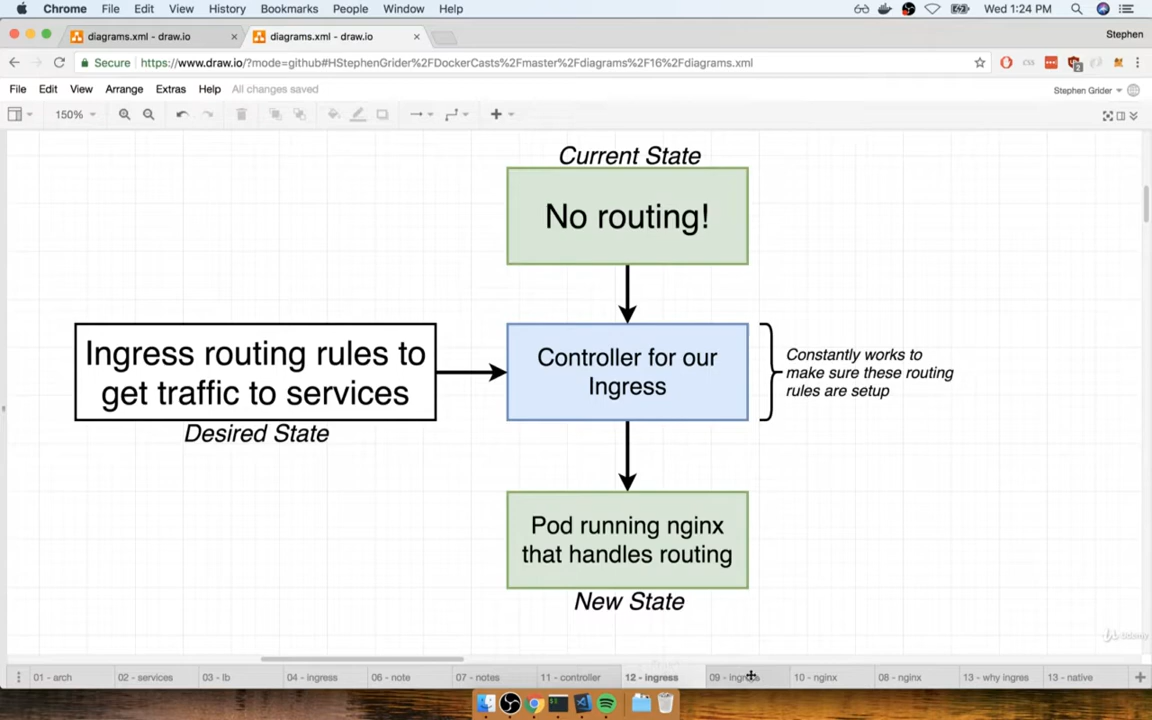 Chrome File Edit View History Bookmarks People Window Help Wed 1:24 PM
diagrams.xml - draw.io diagrams.xml - draw.io Stephen
Secure https://www.draw.io/?mode=github#HStephenGrider%2FDockerCasts%2Fmaster%2Fdiagrams%2F16%2Fdiagrams.xml
File Edit View Arrange Extras Help All changes saved Stephen Grider
150%
Current State
No routing!
Ingress routing rules to
get traffic to services
Desired State
Controller for our
Ingress
Constantly works to
make sure these routing
rules are setup
Pod running nginx
that handles routing
New State
Udemy
01 - arch 02 - services 03 - lb 04 - ingress 06 - note 07 - notes 11 - controller 12 - ingress 09 - ingress 10 - nginx 08 - nginx 13 - why ingres 13 - native